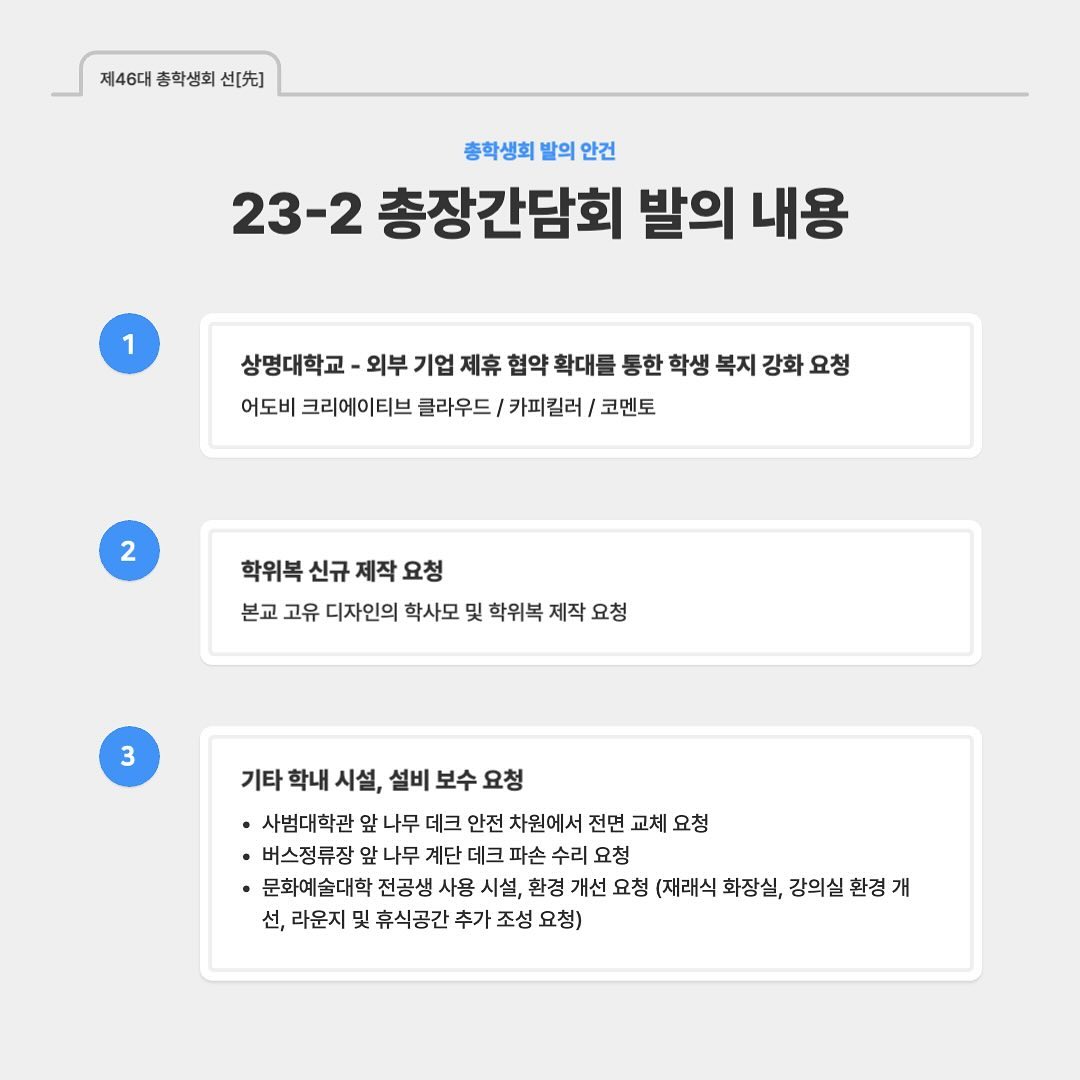 제46대 총학생회 선[先]
총학생회 발의 안건
23-2 총장간담회 발의 내용
1
상명대학교 - 외부 기업 제휴 협약 확대를 통한 학생 복지 강화 요청
어도비 크리에이티브 클라우드 / 카피킬러 / 코멘토
2
학위복 신규 제작 요청
본교 고유 디자인의 학사모 및 학위복 제작 요청
3
기타 학내 시설, 설비 보수 요청
• 사범대학관 앞 나무 데크 안전 차원에서 전면 교체 요청
• 버스정류장 앞 나무 계단 데크 파손 수리 요청
• 문화예술대학 전공생 사용 시설, 환경 개선 요청 (재래식 화장실, 강의실 환경 개
선, 라운지 및 휴식공간 추가 조성 요청)